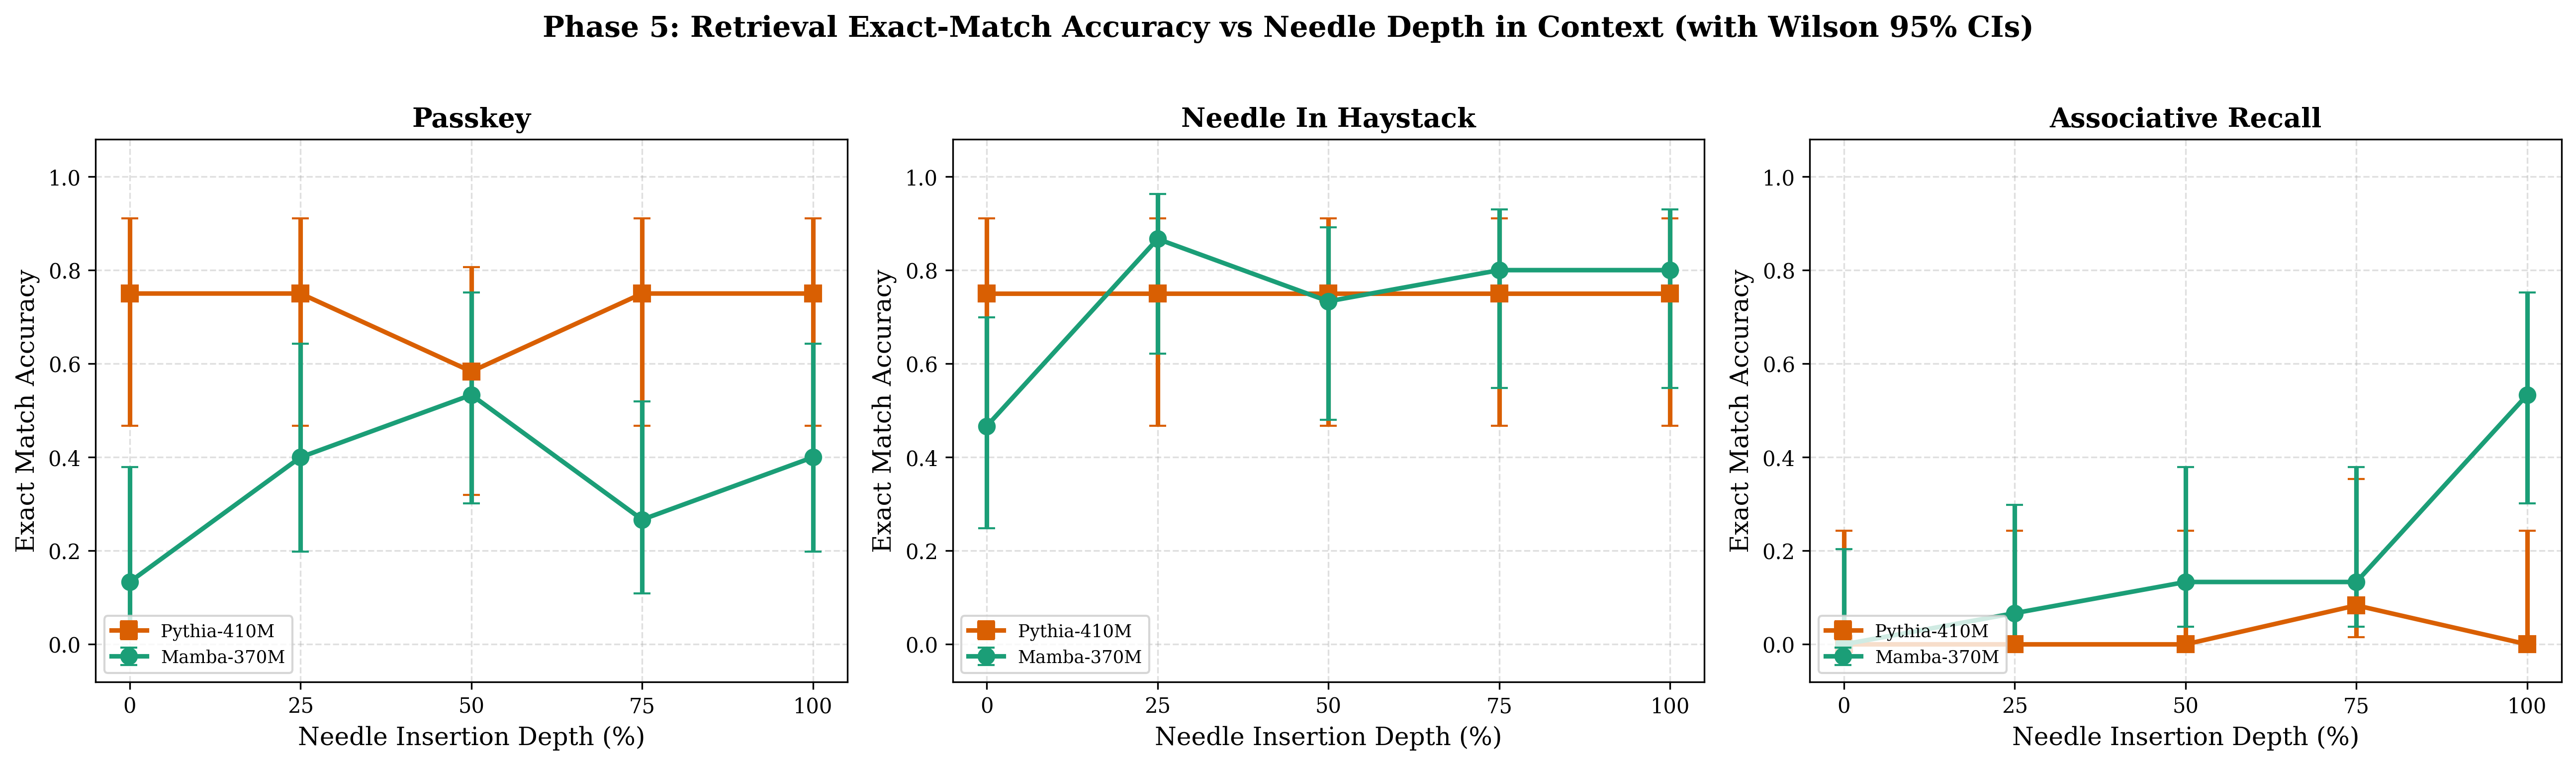 Phase 5: Retrieval Exact-Match Accuracy vs Needle Depth in Context (with Wilson 95% CIs)
Passkey
Exact Match Accuracy
1.0
0.8
0.6
0.4
0.2
0.0
Pythia-410M
Mamba-370M
0 25 50 75 100
Needle Insertion Depth (%)
Needle In Haystack
Exact Match Accuracy
1.0
0.8
0.6
0.4
0.2
0.0
Pythia-410M
Mamba-370M
0 25 50 75 100
Needle Insertion Depth (%)
Associative Recall
Exact Match Accuracy
1.0
0.8
0.6
0.4
0.2
0.0
Pythia-410M
Mamba-370M
0 25 50 75 100
Needle Insertion Depth (%)